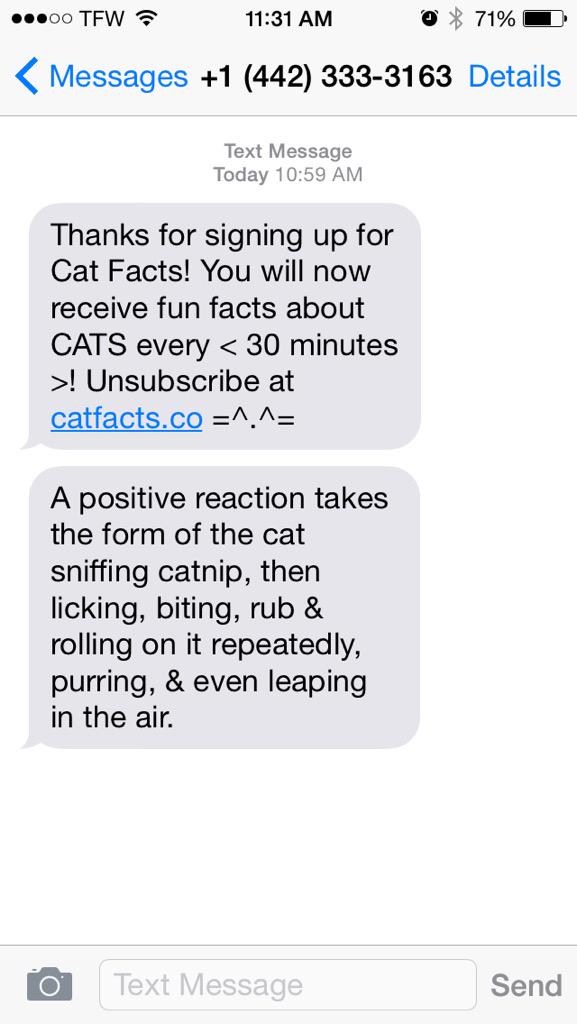 TFW 11:31 AM 71%
Messages +1 (442) 333-3163 Details
Text Message
Today 10:59 AM
Thanks for signing up for
Cat Facts! You will now
receive fun facts about
CATS every < 30 minutes
>! Unsubscribe at
catfacts.co =^.^=
A positive reaction takes
the form of the cat
sniffing catnip, then
licking, biting, rub &
rolling on it repeatedly,
purring, & even leaping
in the air.
Text Message Send